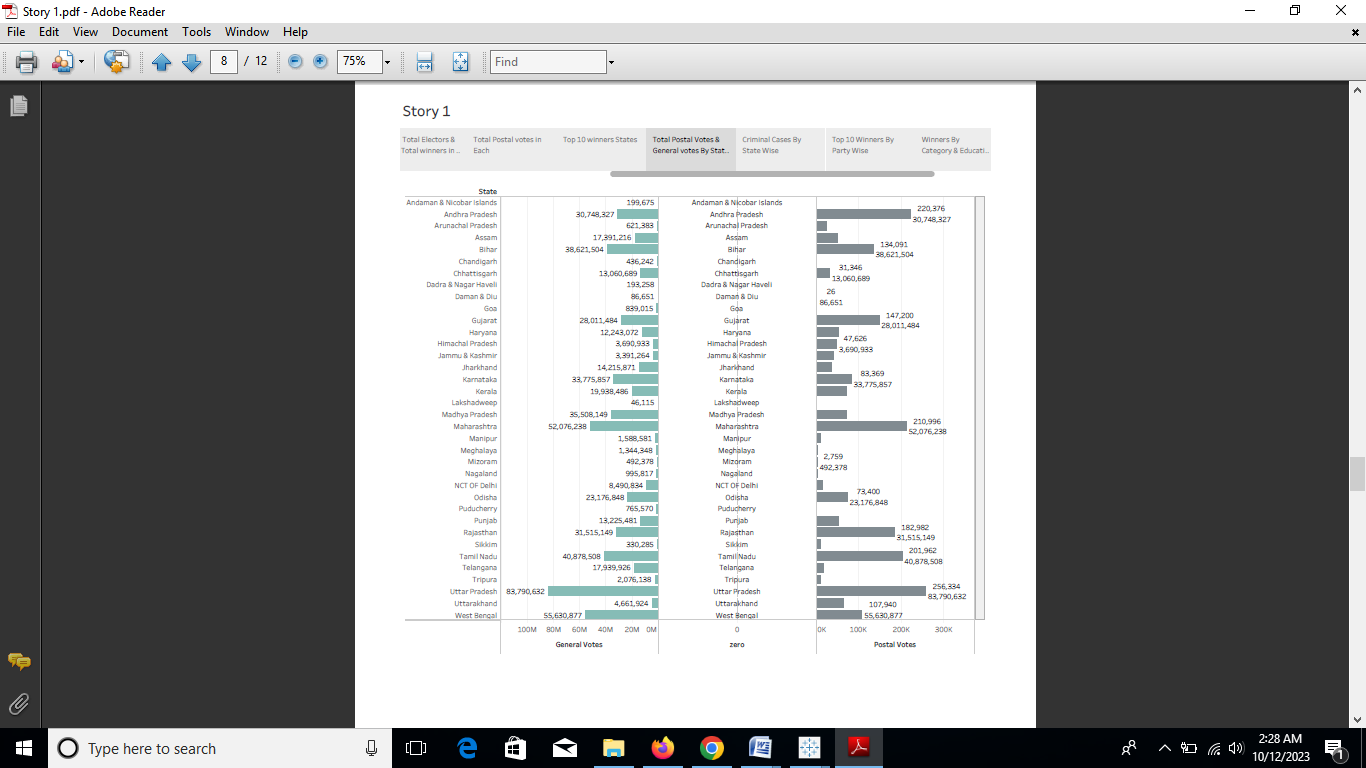 Story 1.pdf - Adobe Reader
File Edit View Document Tools Window Help
8 / 12 75% Find
Story 1
Total Electors & Total winners in .. Total Postal votes in Each Top 10 winners States Total Postal Votes & General votes By Stat.. Criminal Cases By State Wise Top 10 Winners By Party Wise Winners By Category & Educati..
State
Andaman & Nicobar Islands 199,675 Andaman & Nicobar Islands
Andhra Pradesh 30,748,327 Andhra Pradesh 220,376 30,748,327
Arunachal Pradesh 621,383 Arunachal Pradesh
Assam 17,391,216 Assam
Bihar 38,621,504 Bihar 134,091 38,621,504
Chandigarh 436,242 Chandigarh
Chhattisgarh 13,060,689 Chhattisgarh 31,346 13,060,689
Dadra & Nagar Haveli 193,258 Dadra & Nagar Haveli
Daman & Diu 86,651 Daman & Diu 26 86,651
Goa 839,015 Goa
Gujarat 28,011,484 Gujarat 147,200 28,011,484
Haryana 12,243,072 Haryana
Himachal Pradesh 3,690,933 Himachal Pradesh 47,626 3,690,933
Jammu & Kashmir 3,391,264 Jammu & Kashmir
Jharkhand 14,215,871 Jharkhand
Karnataka 33,775,857 Karnataka 83,369 33,775,857
Kerala 19,938,486 Kerala
Lakshadweep 46,115 Lakshadweep
Madhya Pradesh 35,508,149 Madhya Pradesh
Maharashtra 52,076,238 Maharashtra 210,996 52,076,238
Manipur 1,588,581 Manipur
Meghalaya 1,344,348 Meghalaya
Mizoram 492,378 Mizoram 2,759 492,378
Nagaland 995,817 Nagaland
NCT OF Delhi 8,490,834 NCT OF Delhi
Odisha 23,176,848 Odisha 73,400 23,176,848
Puducherry 765,570 Puducherry
Punjab 13,225,481 Punjab
Rajasthan 31,515,149 Rajasthan 182,982 31,515,149
Sikkim 330,285 Sikkim
Tamil Nadu 40,878,508 Tamil Nadu 201,962 40,878,508
Telangana 17,939,926 Telangana
Tripura 2,076,138 Tripura
Uttar Pradesh 83,790,632 Uttar Pradesh 256,334 83,790,632
Uttarakhand 4,661,924 Uttarakhand
West Bengal 55,630,877 West Bengal 107,940 55,630,877
100M 80M 60M 40M 20M 0M 0 0K 100K 200K 300K
General Votes zero Postal Votes
Type here to search
2:28 AM
10/12/2023
1